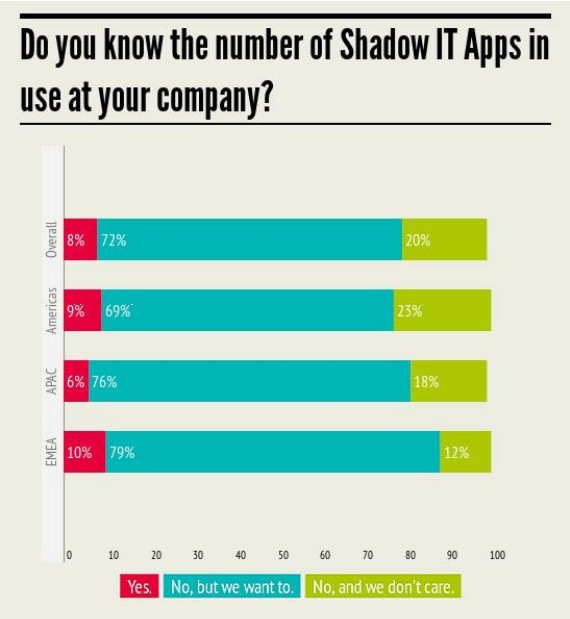 Do you know the number of Shadow IT Apps in
use at your company?
Overall
8% 72% 20%
Americas
9% 69% 23%
APAC
6% 76% 18%
EMEA
10% 79% 12%
0 10 20 30 40 50 60 70 80 90 100
Yes. No, but we want to. No, and we don't care.